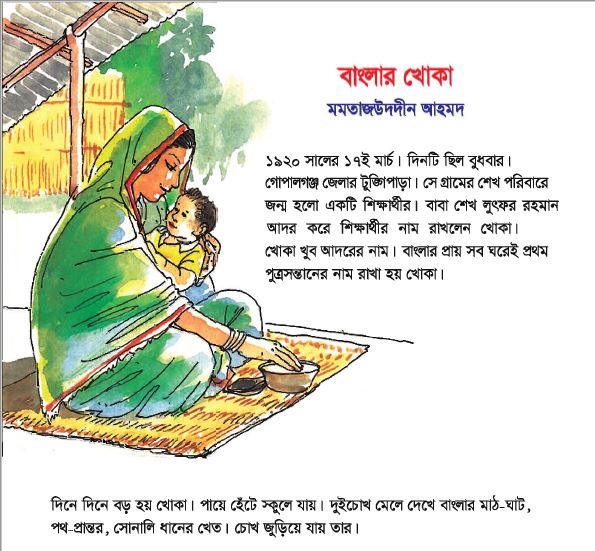 বাংলার খোকা
মমতাজউদদীন আহমদ
১৯২০ সালের ১৭ই মার্চ। দিনটি ছিল বুধবার।
গোপালগঞ্জ জেলার টুঙ্গিপাড়া। সে গ্রামের শেখ পরিবারে
জন্ম হলো একটি শিক্ষার্থীর। বাবা শেখ লুৎফর রহমান
আদর করে শিক্ষার্থীর নাম রাখলেন খোকা।
খোকা খুব আদরের নাম। বাংলার প্রায় সব ঘরেই প্রথম
পুত্রসন্তানের নাম রাখা হয় খোকা।
দিনে দিনে বড় হয় খোকা। পায়ে হেঁটে স্কুলে যায়। দুইচোখ মেলে দেখে বাংলার মাঠ-ঘাট,
পথ-প্রান্তর, সোনালি ধানের খেত। চোখ জুড়িয়ে যায় তার।